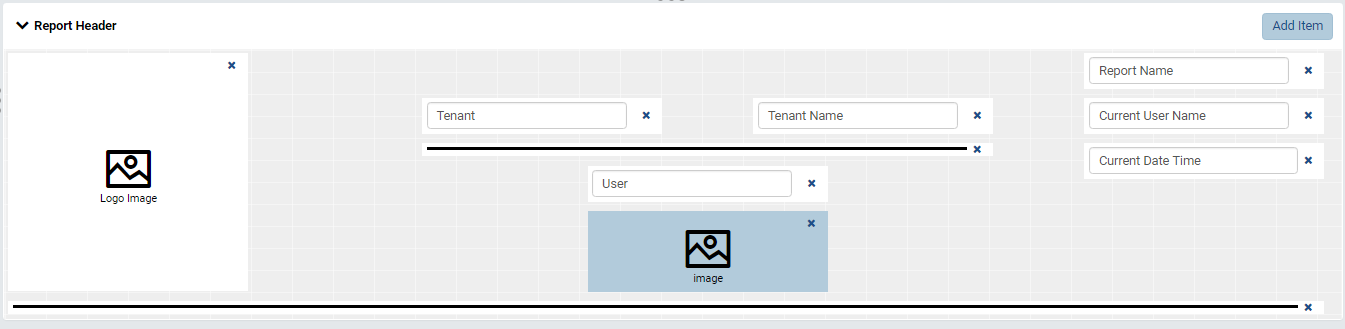 Report Header
Add Item
Report Name
Tenant
Tenant Name
Current User Name
Current Date Time
User
Logo Image
image